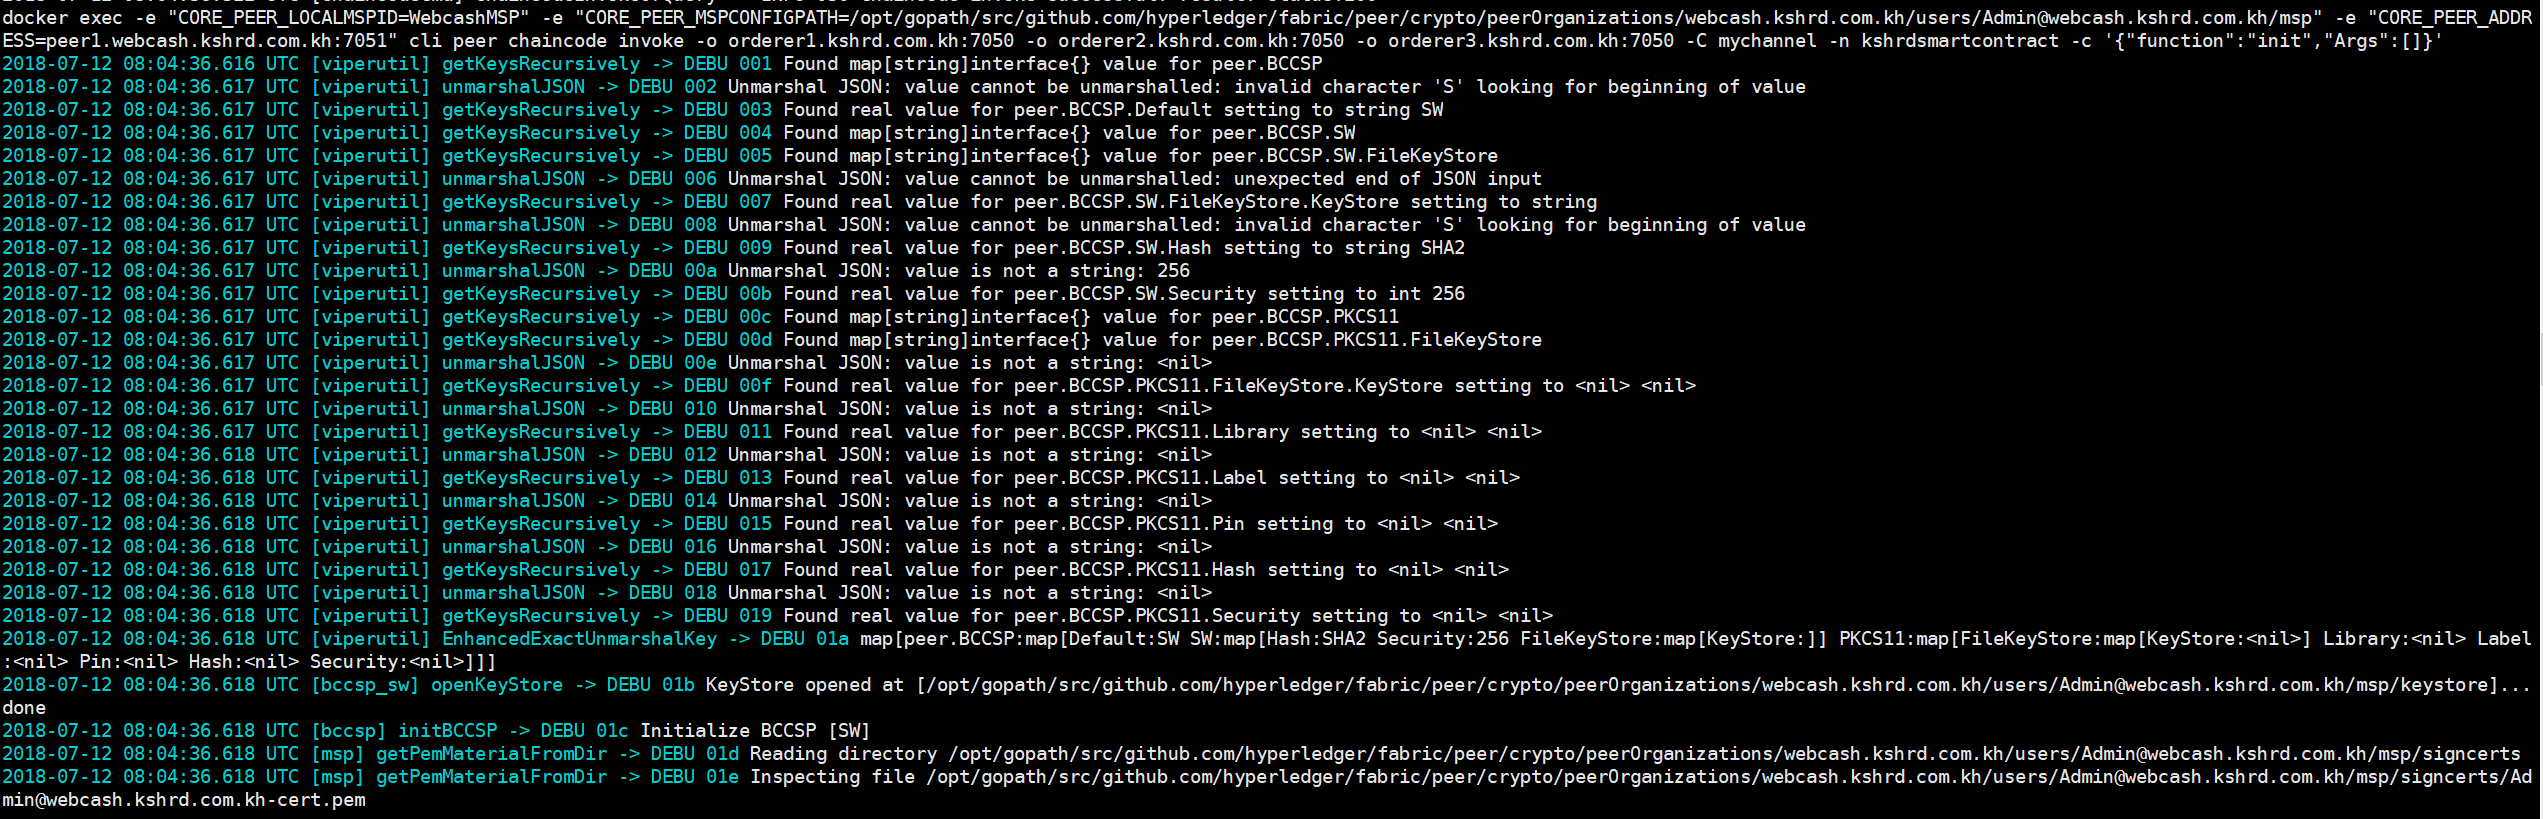 docker exec -e "CORE_PEER_LOCALMSPID=WebcashMSP" -e "CORE_PEER_MSPCONFIGPATH=/opt/gopath/src/github.com/hyperledger/fabric/peer/crypto/peerOrganizations/webcash.kshrd.com.kh/users/Admin@webcash.kshrd.com.kh/msp" -e "CORE_PEER_ADDR
ESS=peer1.webcash.kshrd.com.kh:7051" cli peer chaincode invoke -o orderer1.kshrd.com.kh:7050 -o orderer2.kshrd.com.kh:7050 -o orderer3.kshrd.com.kh:7050 -C mychannel -n kshrdsmartcontract -c '{"function":"init","Args":[]}'
2018-07-12 08:04:36.616 UTC [viperutil] getKeysRecursively -> DEBU 001 Found map[string]interface{} value for peer.BCCSP
2018-07-12 08:04:36.617 UTC [viperutil] unmarshalJSON -> DEBU 002 Unmarshal JSON: value cannot be unmarshalled: invalid character 'S' looking for beginning of value
2018-07-12 08:04:36.617 UTC [viperutil] getKeysRecursively -> DEBU 003 Found real value for peer.BCCSP.Default setting to string SW
2018-07-12 08:04:36.617 UTC [viperutil] getKeysRecursively -> DEBU 004 Found map[string]interface{} value for peer.BCCSP.SW
2018-07-12 08:04:36.617 UTC [viperutil] getKeysRecursively -> DEBU 005 Found map[string]interface{} value for peer.BCCSP.SW.FileKeyStore
2018-07-12 08:04:36.617 UTC [viperutil] unmarshalJSON -> DEBU 006 Unmarshal JSON: value cannot be unmarshalled: unexpected end of JSON input
2018-07-12 08:04:36.617 UTC [viperutil] getKeysRecursively -> DEBU 007 Found real value for peer.BCCSP.SW.FileKeyStore.KeyStore setting to string
2018-07-12 08:04:36.617 UTC [viperutil] unmarshalJSON -> DEBU 008 Unmarshal JSON: value cannot be unmarshalled: invalid character 'S' looking for beginning of value
2018-07-12 08:04:36.617 UTC [viperutil] getKeysRecursively -> DEBU 009 Found real value for peer.BCCSP.SW.Hash setting to string SHA2
2018-07-12 08:04:36.617 UTC [viperutil] unmarshalJSON -> DEBU 00a Unmarshal JSON: value is not a string: 256
2018-07-12 08:04:36.617 UTC [viperutil] getKeysRecursively -> DEBU 00b Found real value for peer.BCCSP.SW.Security setting to int 256
2018-07-12 08:04:36.617 UTC [viperutil] getKeysRecursively -> DEBU 00c Found map[string]interface{} value for peer.BCCSP.PKCS11
2018-07-12 08:04:36.617 UTC [viperutil] getKeysRecursively -> DEBU 00d Found map[string]interface{} value for peer.BCCSP.PKCS11.FileKeyStore
2018-07-12 08:04:36.617 UTC [viperutil] unmarshalJSON -> DEBU 00e Unmarshal JSON: value is not a string: <nil>
2018-07-12 08:04:36.617 UTC [viperutil] getKeysRecursively -> DEBU 00f Found real value for peer.BCCSP.PKCS11.FileKeyStore.KeyStore setting to <nil> <nil>
2018-07-12 08:04:36.617 UTC [viperutil] unmarshalJSON -> DEBU 010 Unmarshal JSON: value is not a string: <nil>
2018-07-12 08:04:36.617 UTC [viperutil] getKeysRecursively -> DEBU 011 Found real value for peer.BCCSP.PKCS11.Library setting to <nil> <nil>
2018-07-12 08:04:36.618 UTC [viperutil] unmarshalJSON -> DEBU 012 Unmarshal JSON: value is not a string: <nil>
2018-07-12 08:04:36.618 UTC [viperutil] getKeysRecursively -> DEBU 013 Found real value for peer.BCCSP.PKCS11.Label setting to <nil> <nil>
2018-07-12 08:04:36.618 UTC [viperutil] unmarshalJSON -> DEBU 014 Unmarshal JSON: value is not a string: <nil>
2018-07-12 08:04:36.618 UTC [viperutil] getKeysRecursively -> DEBU 015 Found real value for peer.BCCSP.PKCS11.Pin setting to <nil> <nil>
2018-07-12 08:04:36.618 UTC [viperutil] unmarshalJSON -> DEBU 016 Unmarshal JSON: value is not a string: <nil>
2018-07-12 08:04:36.618 UTC [viperutil] getKeysRecursively -> DEBU 017 Found real value for peer.BCCSP.PKCS11.Hash setting to <nil> <nil>
2018-07-12 08:04:36.618 UTC [viperutil] unmarshalJSON -> DEBU 018 Unmarshal JSON: value is not a string: <nil>
2018-07-12 08:04:36.618 UTC [viperutil] getKeysRecursively -> DEBU 019 Found real value for peer.BCCSP.PKCS11.Security setting to <nil> <nil>
2018-07-12 08:04:36.618 UTC [viperutil] EnhancedExactUnmarshalKey -> DEBU 01a map[peer.BCCSP:map[Default:SW SW:map[Hash:SHA2 Security:256 FileKeyStore:map[KeyStore:]] PKCS11:map[FileKeyStore:map[KeyStore:<nil>] Library:<nil> Label
:<nil> Pin:<nil> Hash:<nil> Security:<nil>]]]
2018-07-12 08:04:36.618 UTC [bccsp_sw] openKeyStore -> DEBU 01b KeyStore opened at [/opt/gopath/src/github.com/hyperledger/fabric/peer/crypto/peerOrganizations/webcash.kshrd.com.kh/users/Admin@webcash.kshrd.com.kh/msp/keystore]...
done
2018-07-12 08:04:36.618 UTC [bccsp] initBCCSP -> DEBU 01c Initialize BCCSP [SW]
2018-07-12 08:04:36.618 UTC [msp] getPemMaterialFromDir -> DEBU 01d Reading directory /opt/gopath/src/github.com/hyperledger/fabric/peer/crypto/peerOrganizations/webcash.kshrd.com.kh/users/Admin@webcash.kshrd.com.kh/msp/signcerts
2018-07-12 08:04:36.618 UTC [msp] getPemMaterialFromDir -> DEBU 01e Inspecting file /opt/gopath/src/github.com/hyperledger/fabric/peer/crypto/peerOrganizations/webcash.kshrd.com.kh/users/Admin@webcash.kshrd.com.kh/msp/signcerts/Ad
min@webcash.kshrd.com.kh-cert.pem